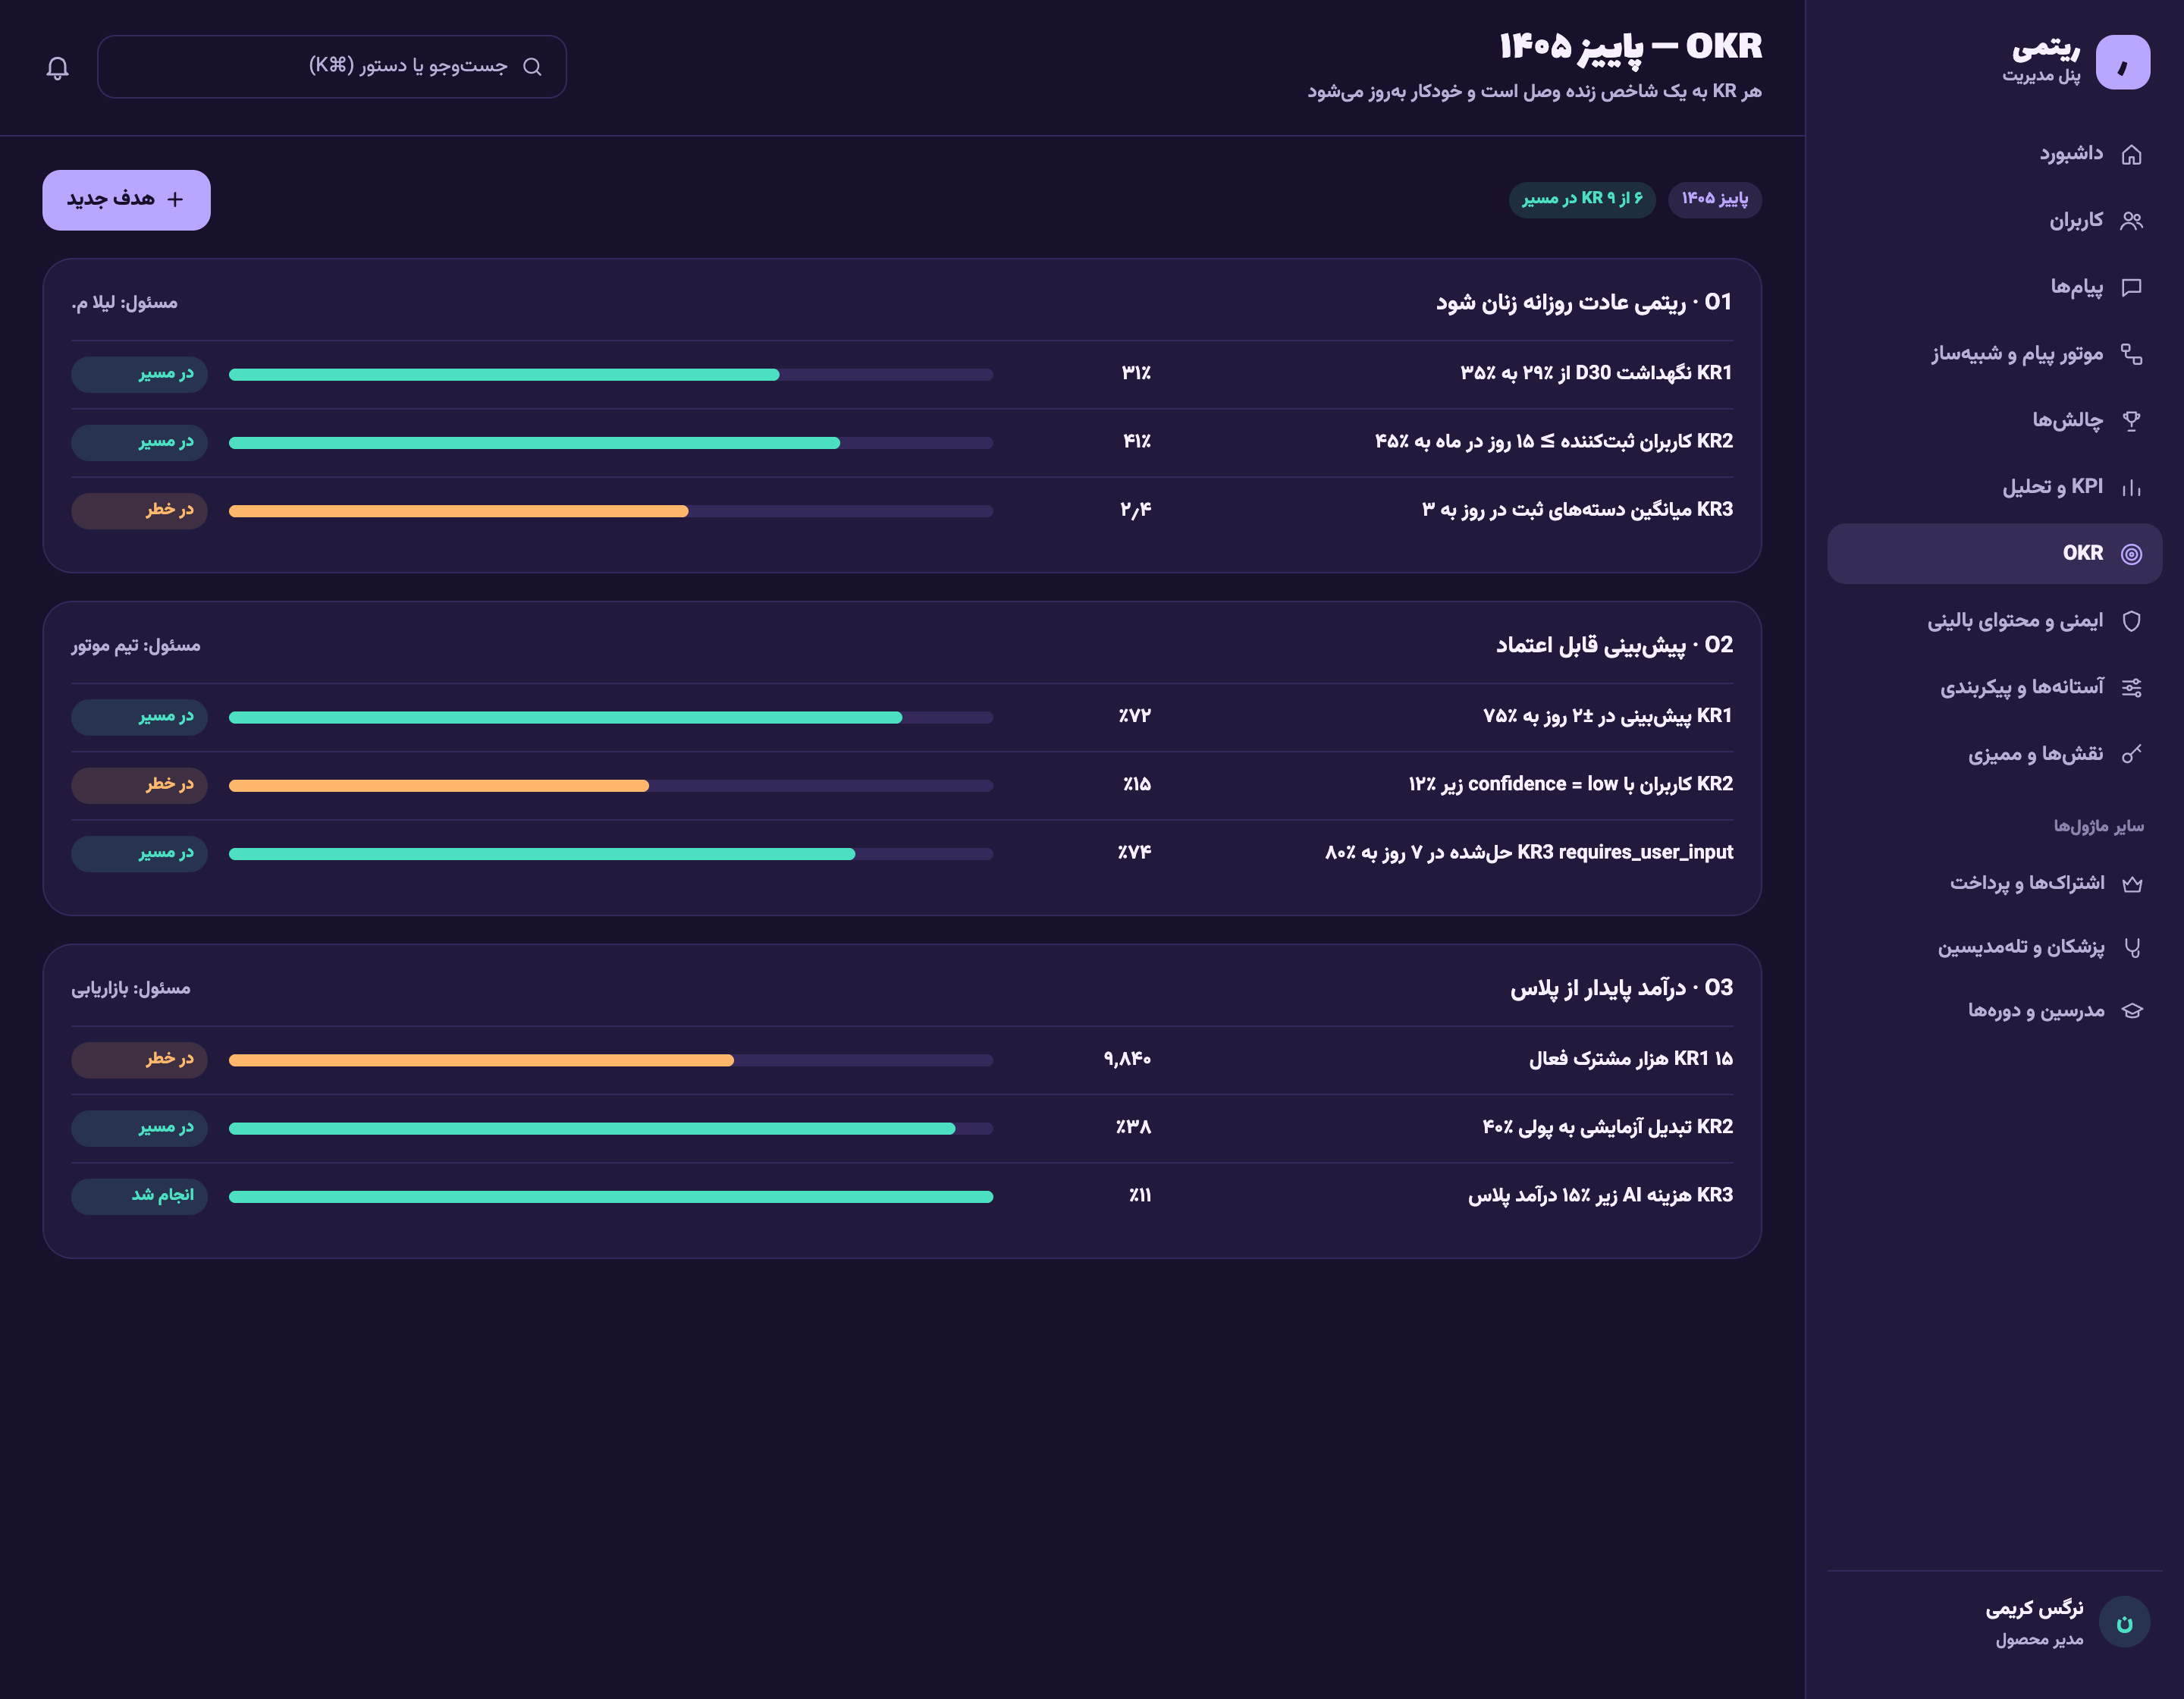 ر
ریتمی
پنل مدیریت
داشبورد
کاربران
پیام‌ها
موتور پیام و شبیه‌ساز
چالش‌ها
KPI و تحلیل
OKR
ایمنی و محتوای بالینی
آستانه‌ها و پیکربندی
نقش‌ها و ممیزی
سایر ماژول‌ها
اشتراک‌ها و پرداخت
پزشکان و تله‌مدیسین
مدرسین و دوره‌ها
ن
نرگس کریمی
مدیر محصول
OKR — پاییز ۱۴۰۵
هر KR به یک شاخص زنده وصل است و خودکار به‌روز می‌شود
جست‌وجو یا دستور (⌘K)
پاییز ۱۴۰۵
۶ از ۹ KR در مسیر
+ هدف جدید
O1 · ریتمی عادت روزانه زنان شود
مسئول: لیلا م.
KR1 نگهداشت D30 از ۲۹٪ به ۳۵٪
۳۱٪
در مسیر
KR2 کاربران ثبت‌کننده ≥ ۱۵ روز در ماه به ۴۵٪
۴۱٪
در مسیر
KR3 میانگین دسته‌های ثبت در روز به ۳
۲٫۴
در خطر
O2 · پیش‌بینی قابل اعتماد
مسئول: تیم موتور
KR1 پیش‌بینی در ±۲ روز به ۷۵٪
٪۷۲
در مسیر
KR2 کاربران با confidence = low زیر ۱۲٪
٪۱۵
در خطر
KR3 requires_user_input حل‌شده در ۷ روز به ۸۰٪
٪۷۴
در مسیر
O3 · درآمد پایدار از پلاس
مسئول: بازاریابی
KR1 ۱۵ هزار مشترک فعال
۹,۸۴۰
در خطر
KR2 تبدیل آزمایشی به پولی ۴۰٪
٪۳۸
در مسیر
KR3 هزینه AI زیر ۱۵٪ درآمد پلاس
٪۱۱
انجام شد